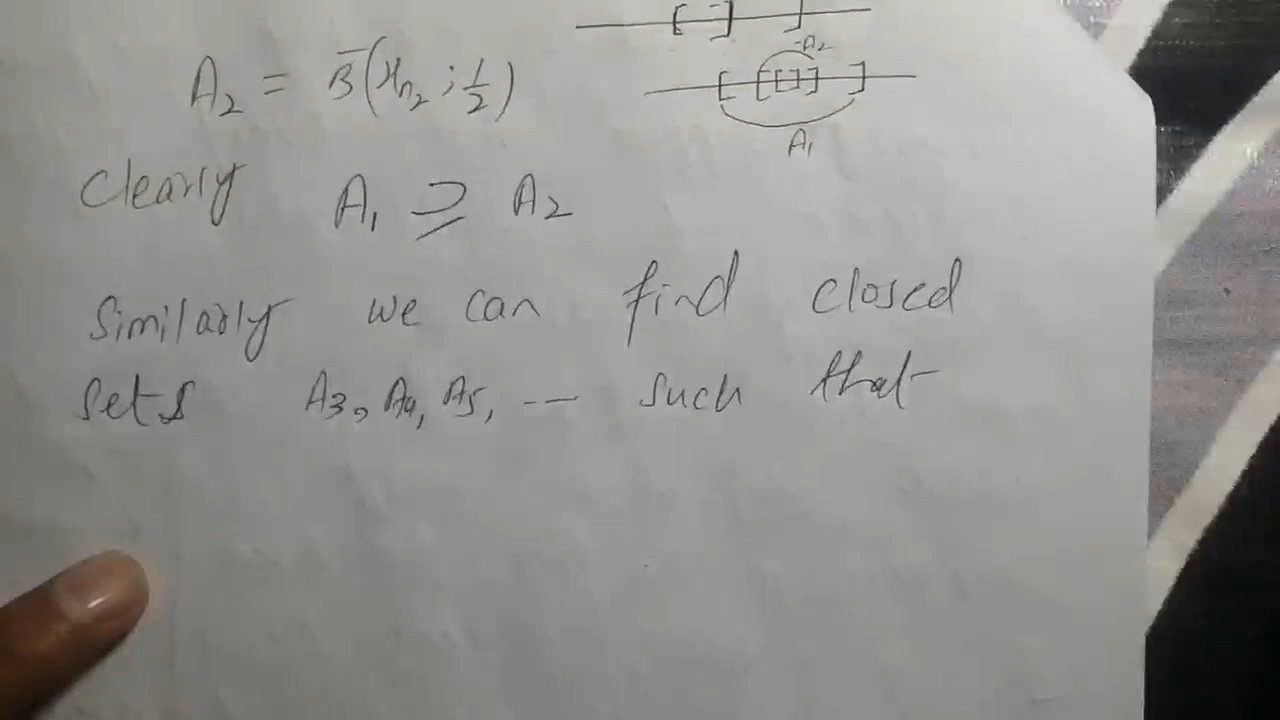 A₂ = B̅(x_{n₂} ; 1/2)
A₂
A₁
Clearly A₁ ⊇ A₂
Similarly we can find closed
sets A₃, A₄, A₅, --- such that